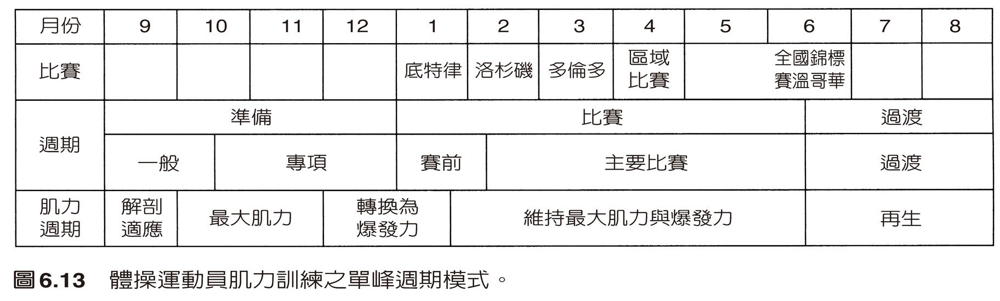 月份 9 10 11 12 1 2 3 4 5 6 7 8
比賽 底特律 洛杉磯 多倫多 區域
比賽 全國錦標
賽溫哥華
週期 準備 比賽 過渡
一般 專項 賽前 主要比賽 過渡
肌力
週期 解剖
適應 最大肌力 轉換為
爆發力 維持最大肌力與爆發力 再生
圖6.13 體操運動員肌力訓練之單峰週期模式。